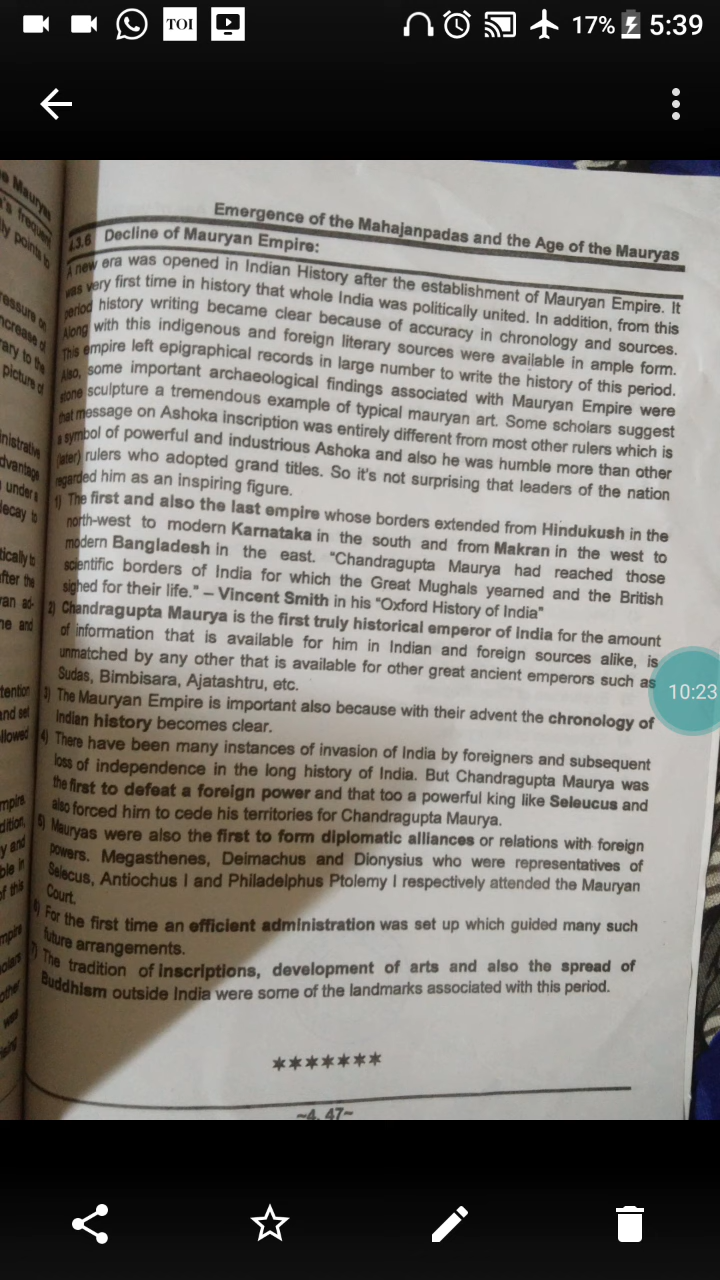 TOI
17%
5:39
Emergence of the Mahajanpadas and the Age of the Mauryas
4.3.6 Decline of Mauryan Empire:
A new era was opened in Indian History after the establishment of Mauryan Empire. It
was very first time in history that whole India was politically united. In addition, from this
period history writing became clear because of accuracy in chronology and sources.
Along with this indigenous and foreign literary sources were available in ample form.
This empire left epigraphical records in large number to write the history of this period.
Also, some important archaeological findings associated with Mauryan Empire were
stone sculpture a tremendous example of typical mauryan art. Some scholars suggest
that message on Ashoka inscription was entirely different from most other rulers which is
a symbol of powerful and industrious Ashoka and also he was humble more than other
(later) rulers who adopted grand titles. So it's not surprising that leaders of the nation
regarded him as an inspiring figure.
1) The first and also the last empire whose borders extended from Hindukush in the
north-west to modern Karnataka in the south and from Makran in the west to
modern Bangladesh in the east. "Chandragupta Maurya had reached those
scientific borders of India for which the Great Mughals yearned and the British
sighed for their life." – Vincent Smith in his "Oxford History of India"
2) Chandragupta Maurya is the first truly historical emperor of India for the amount
of information that is available for him in Indian and foreign sources alike, is
unmatched by any other that is available for other great ancient emperors such as
Sudas, Bimbisara, Ajatashtru, etc.
10:23
3) The Mauryan Empire is important also because with their advent the chronology of
Indian history becomes clear.
4) There have been many instances of invasion of India by foreigners and subsequent
loss of independence in the long history of India. But Chandragupta Maurya was
the first to defeat a foreign power and that too a powerful king like Seleucus and
also forced him to cede his territories for Chandragupta Maurya.
5) Mauryas were also the first to form diplomatic alliances or relations with foreign
powers. Megasthenes, Deimachus and Dionysius who were representatives of
Selecus, Antiochus I and Philadelphus Ptolemy I respectively attended the Mauryan
Court.
6) For the first time an efficient administration was set up which guided many such
future arrangements.
7) The tradition of inscriptions, development of arts and also the spread of
Buddhism outside India were some of the landmarks associated with this period.
*******
~4. 47~